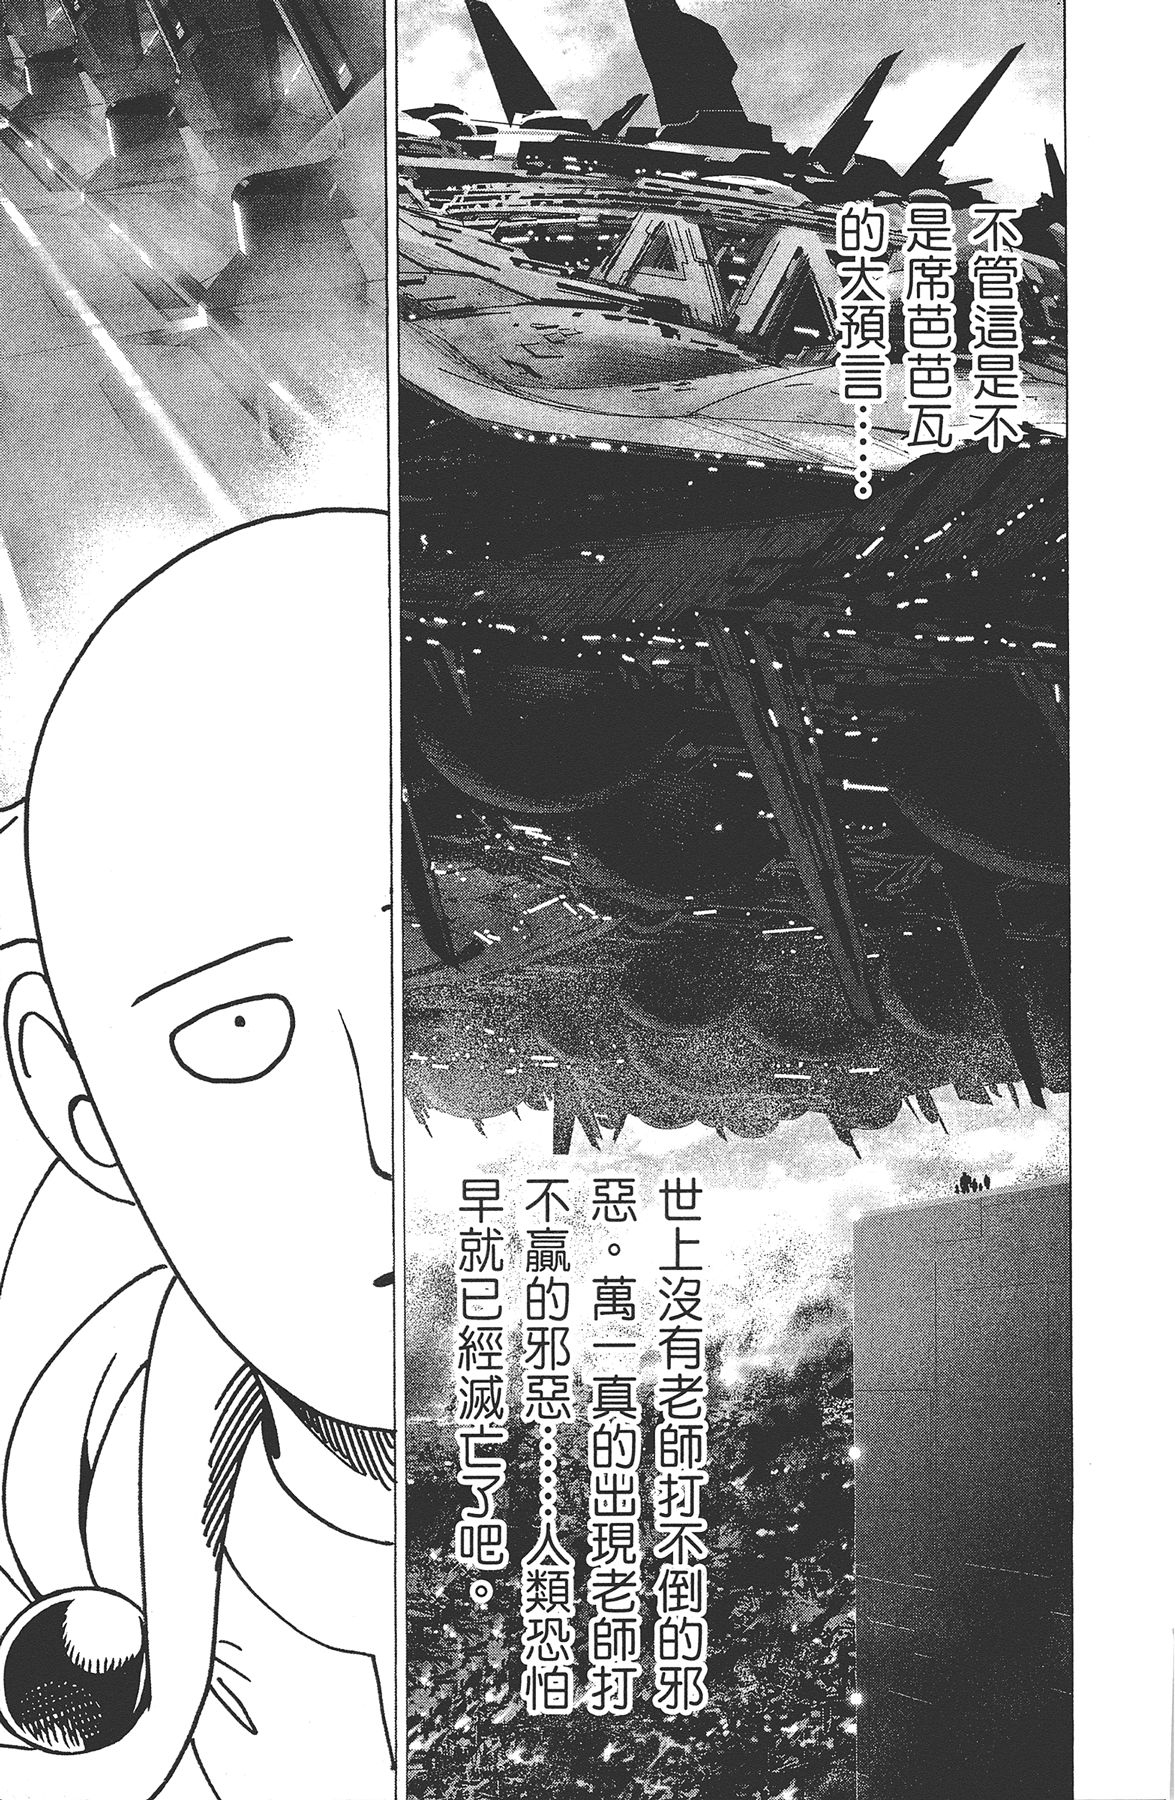 不管這是不
是席芭芭瓦
的大預言……
世上沒有老師打不倒的邪
惡。萬一真的出現老師打
不贏的邪惡……人類恐怕
早就已經滅亡了吧。